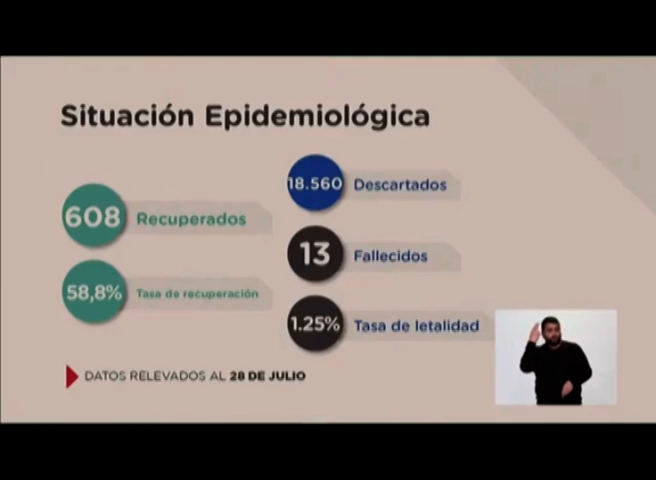 Situación Epidemiológica
608 Recuperados
58,8% Tasa de recuperación
18.560 Descartados
13 Fallecidos
1.25% Tasa de letalidad
DATOS RELEVADOS AL 28 DE JULIO